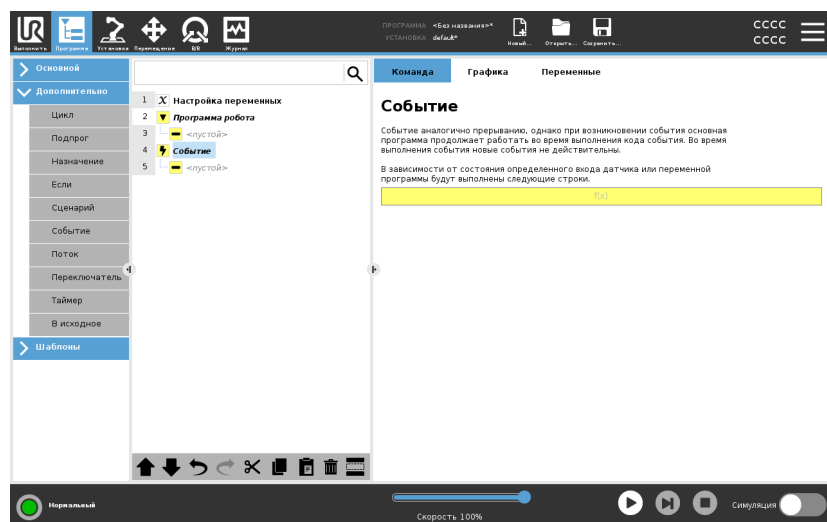 ПРОГРАММА <Без названия>*
УСТАНОВКА default*
Выполнить Программа Установка Перемещение В/В Журнал
Новый... Открыть... Сохранить...
CCCC
CCCC
Основной
Дополнительно
Цикл
Подпрог
Назначение
Если
Сценарий
Событие
Поток
Переключатель
Таймер
В исходное
Шаблоны
1 X Настройка переменных
2 Программа робота
3 <пустой>
4 Событие
5 <пустой>
Команда Графика Переменные
Событие
Событие аналогично прерыванию, однако при возникновении события основная
программа продолжает работать во время выполнения кода события. Во время
выполнения события новые события не действительны.
В зависимости от состояния определенного входа датчика или переменной
программы будут выполнены следующие строки.
f(x)
Нормальный
Скорость 100%
Симуляция